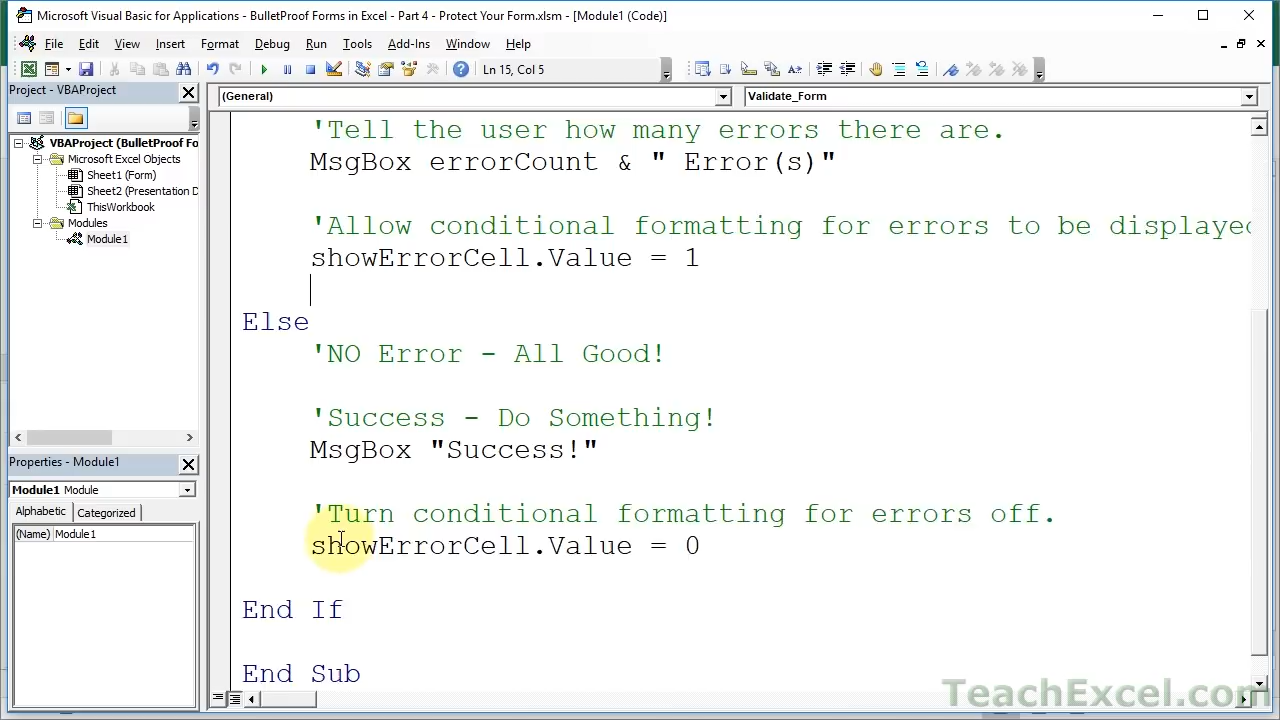 Microsoft Visual Basic for Applications - BulletProof Forms in Excel - Part 4 - Protect Your Form.xlsm - [Module1 (Code)]
File Edit View Insert Format Debug Run Tools Add-Ins Window Help
Ln 15, Col 5
Project - VBAProject
(General)
Validate_Form
VBAProject (BulletProof Fo
Microsoft Excel Objects
Sheet1 (Form)
Sheet2 (Presentation D
ThisWorkbook
Modules
Module1
Properties - Module1
Module1 Module
Alphabetic Categorized
(Name) Module1
'Tell the user how many errors there are.
MsgBox errorCount & " Error(s)"
'Allow conditional formatting for errors to be displayed
showErrorCell.Value = 1
Else
'NO Error - All Good!
'Success - Do Something!
MsgBox "Success!"
'Turn conditional formatting for errors off.
showErrorCell.Value = 0
End If
End Sub
TeachExcel.com